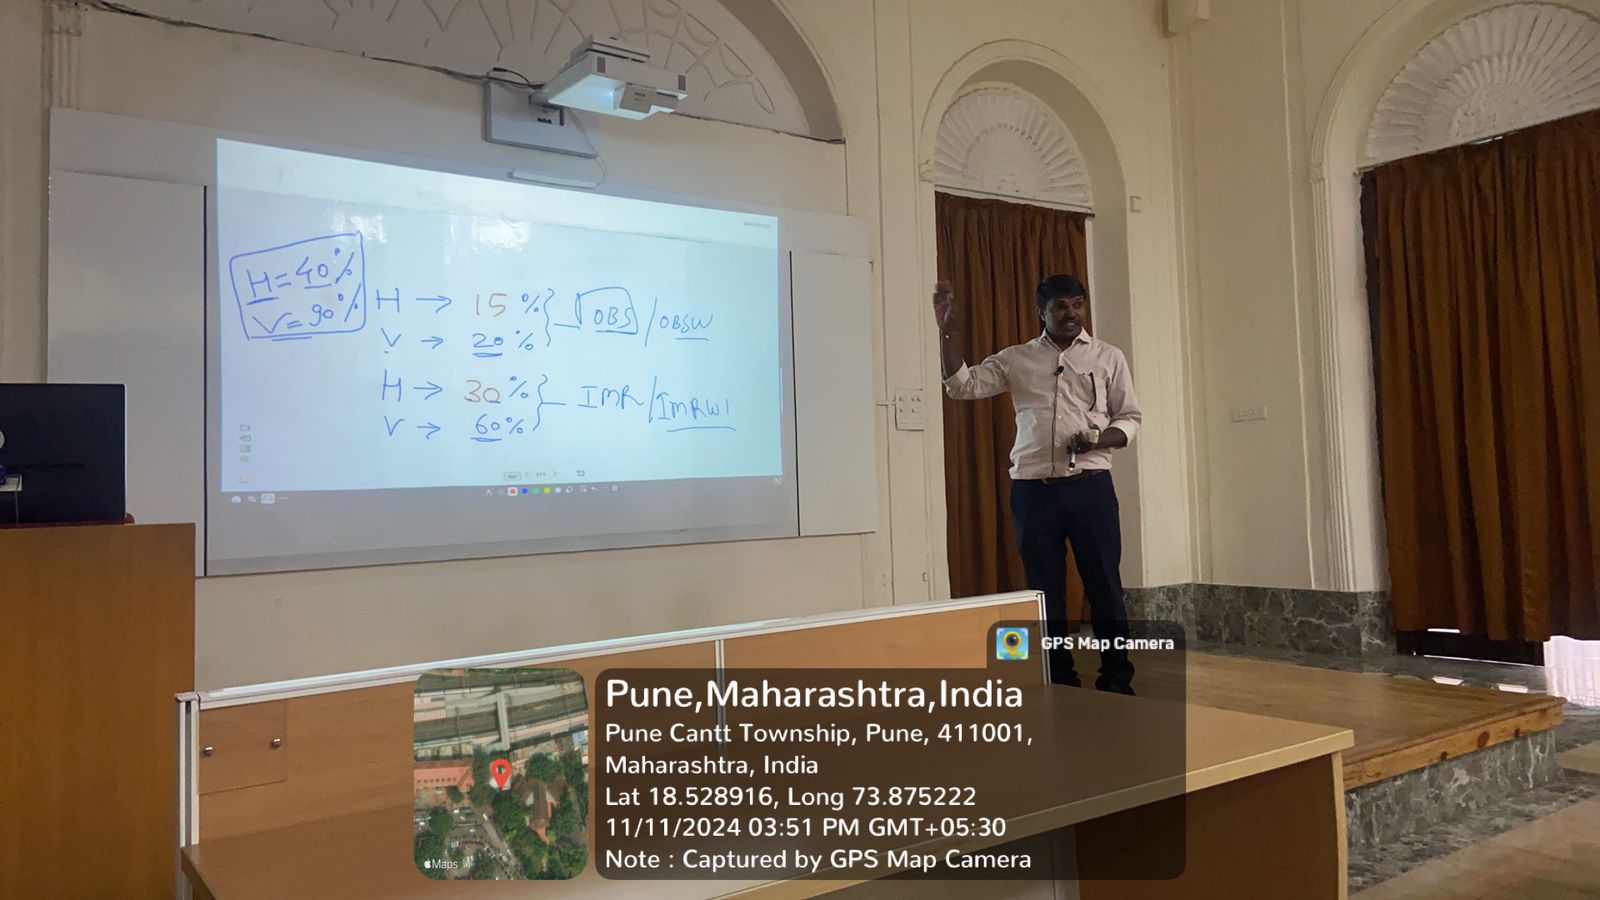 H = 40%
V = 90%
H → 15 %
V → 20 %
} OBS / OBSW
H → 30 %
V → 60 %
} IMR / IMRW1
GPS Map Camera
Pune,Maharashtra,India
Pune Cantt Township, Pune, 411001,
Maharashtra, India
Lat 18.528916, Long 73.875222
11/11/2024 03:51 PM GMT+05:30
Note : Captured by GPS Map Camera
Maps